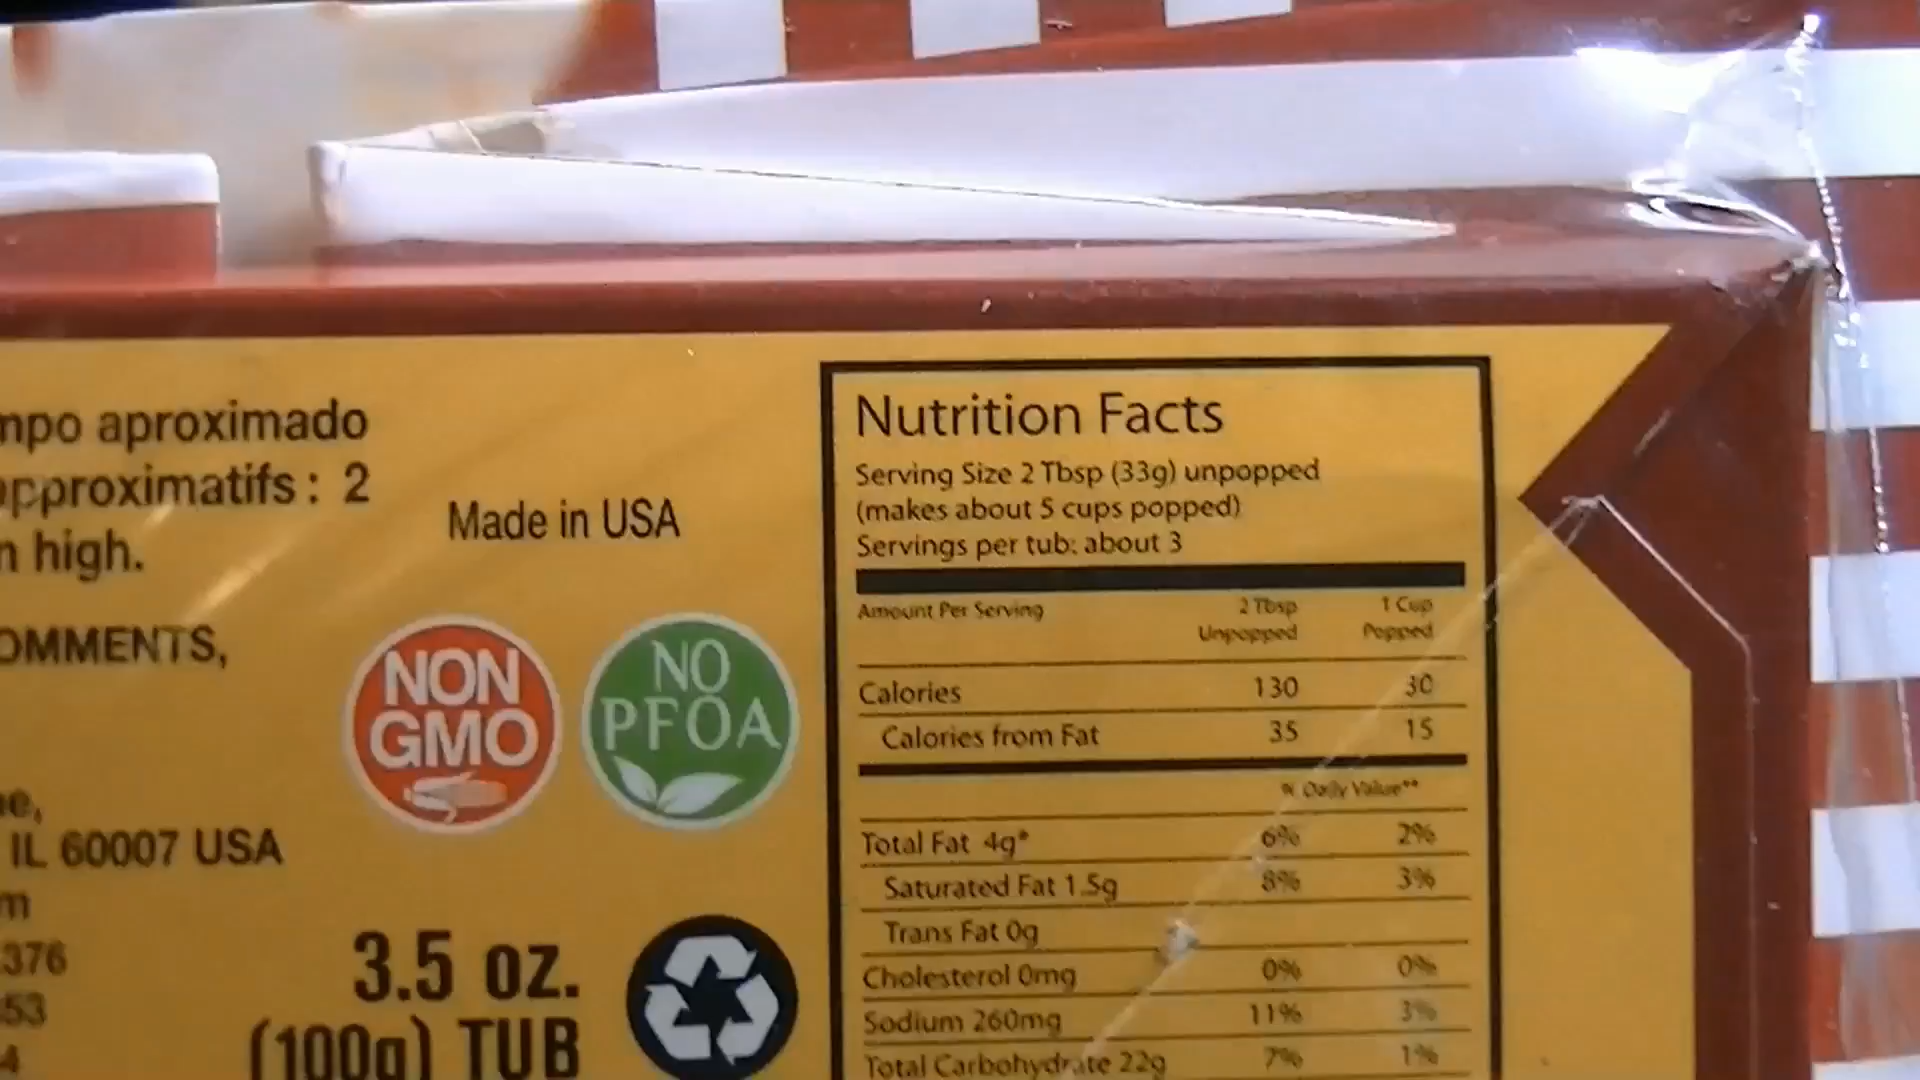 mpo aproximado
approximatifs : 2
n high.
OMMENTS,
IL 60007 USA
m
376
53
4
Made in USA
NON
GMO
NO
PFOA
3.5 oz.
(100g) TUB
Nutrition Facts
Serving Size 2 Tbsp (33g) unpopped
(makes about 5 cups popped)
Servings per tub: about 3
Amount Per Serving 2 Tbsp Unpopped 1 Cup Popped
Calories 130 30
Calories from Fat 35 15
% Daily Value**
Total Fat 4g* 6% 2%
Saturated Fat 1.5g 8% 3%
Trans Fat 0g
Cholesterol 0mg 0% 0%
Sodium 260mg 11% 3%
Total Carbohydrate 22g 7% 1%